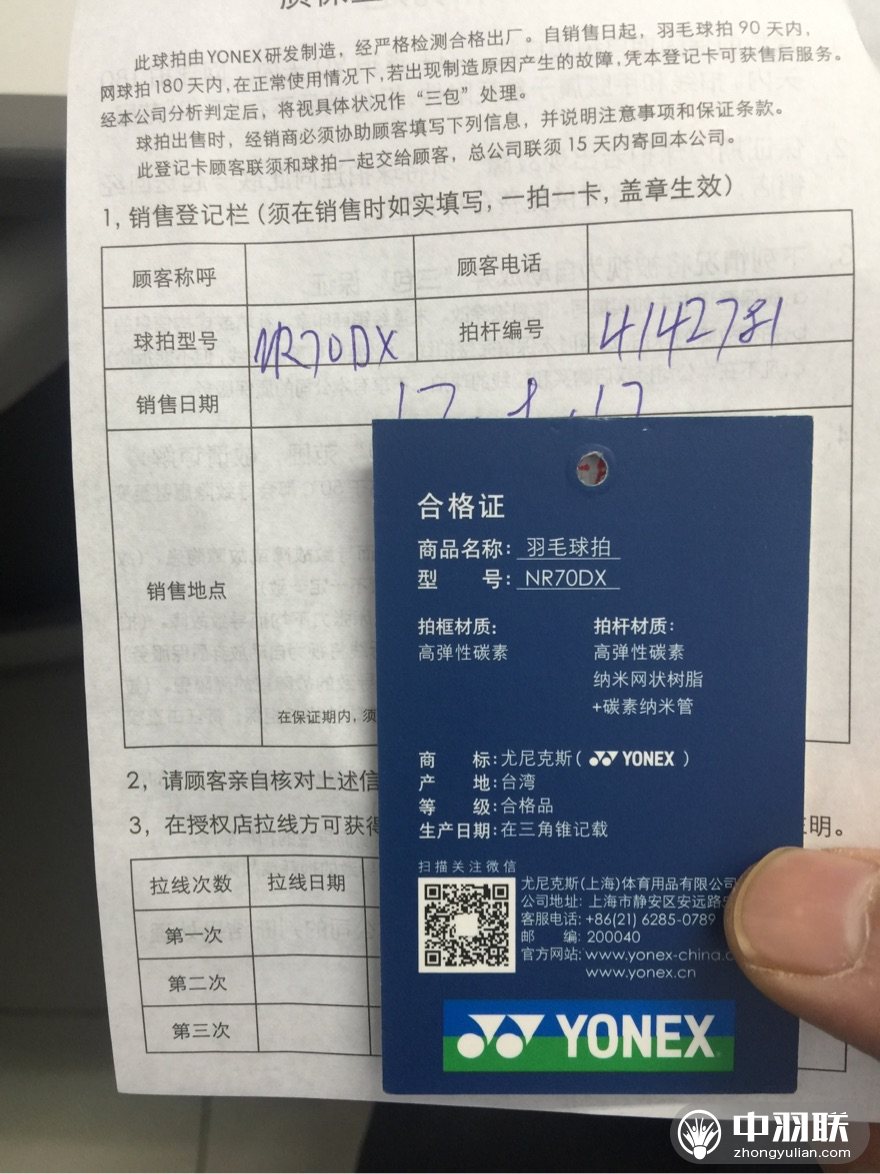 此球拍由YONEX研发制造，经严格检测合格出厂。自销售日起，羽毛球拍90天内，
网球拍180天内，在正常使用情况下，若出现制造原因产生的故障，凭本登记卡可获售后服务。
经本公司分析判定后，将视具体状况作“三包”处理。
球拍出售时，经销商必须协助顾客填写下列信息，并说明注意事项和保证条款。
此登记卡顾客联须和球拍一起交给顾客，总公司联须15天内寄回本公司。
1，销售登记栏（须在销售时如实填写，一拍一卡，盖章生效）
顾客称呼 顾客电话
球拍型号 NR70DX 拍杆编号 4142781
销售日期
销售地点
在保证期内，须
2，请顾客亲自核对上述信
3，在授权店拉线方可获得 明。
拉线次数 拉线日期
第一次
第二次
第三次
合格证
商品名称：羽毛球拍
型 号：NR70DX
拍框材质： 拍杆材质：
高弹性碳素 高弹性碳素
纳米网状树脂
+碳素纳米管
商 标：尤尼克斯（YONEX）
产 地：台湾
等 级：合格品
生产日期：在三角锥记载
扫描关注微信
尤尼克斯(上海)体育用品有限公司
公司地址：上海市静安区安远路
客服电话：+86(21) 6285-0789
邮 编：200040
官方网站：www.yonex-china.c
www.yonex.cn
YONEX
中羽联
zhongyulian.com